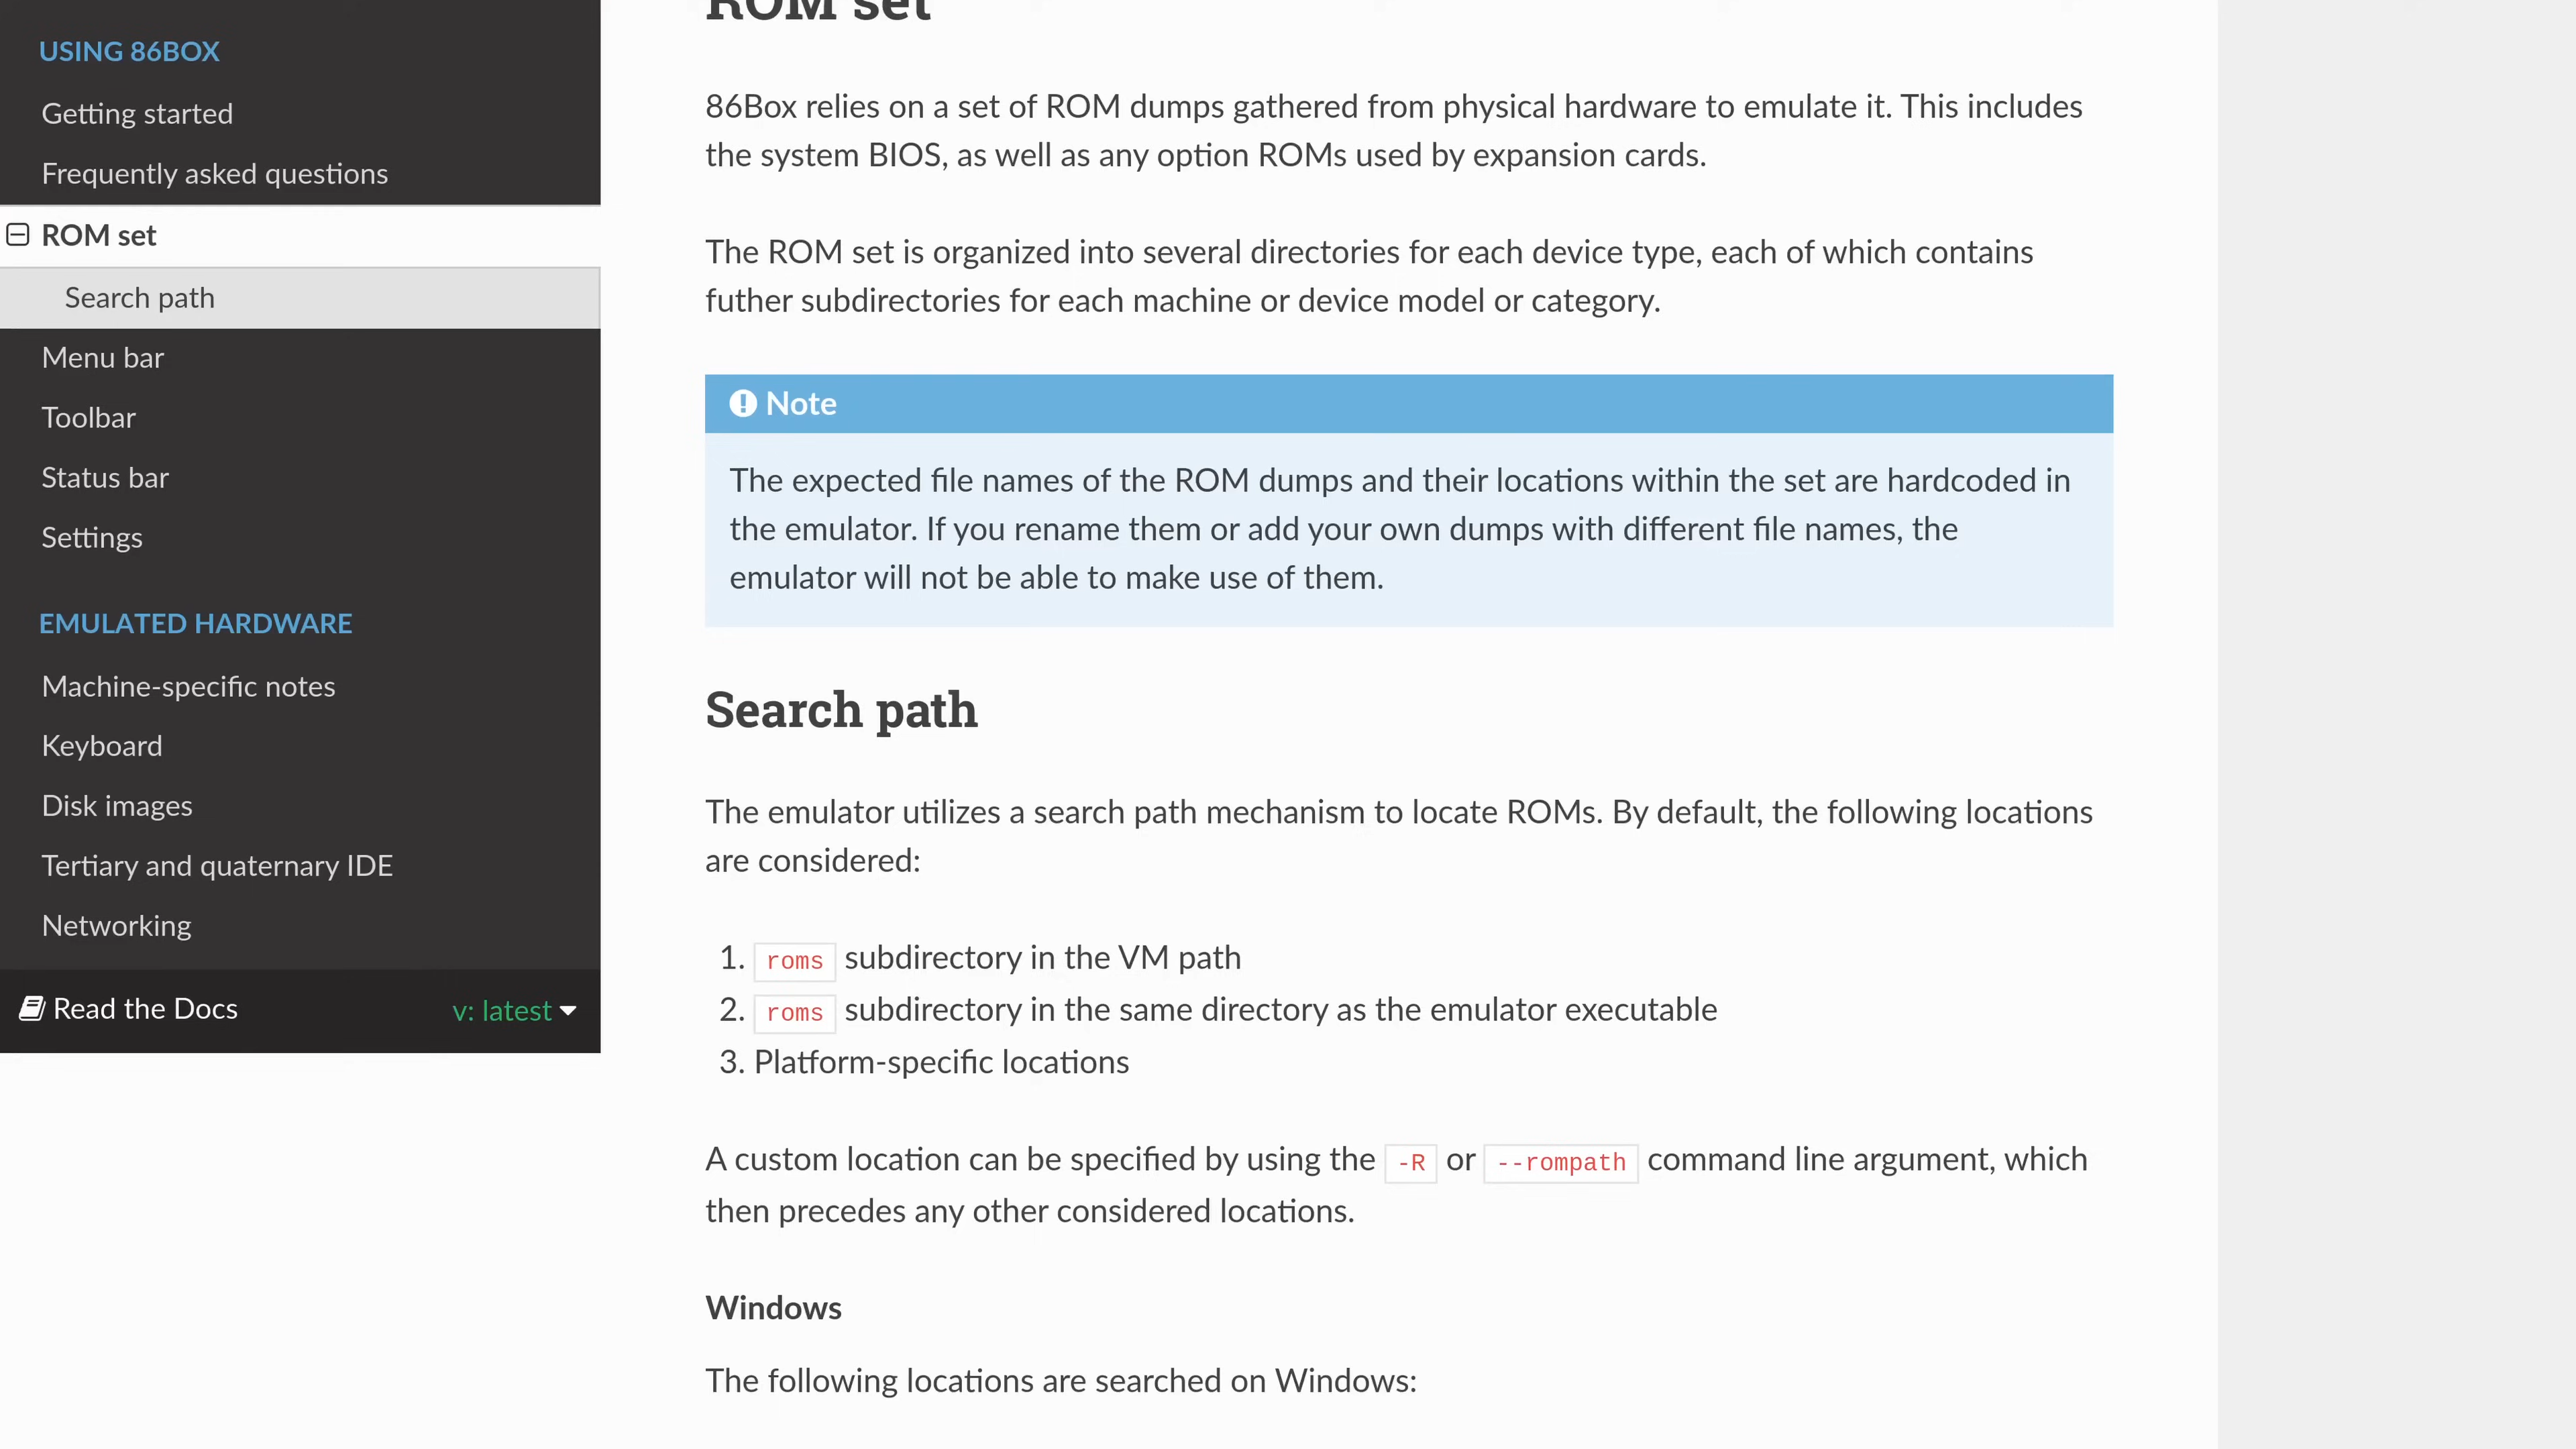 USING 86BOX
Getting started
Frequently asked questions
ROM set
Search path
Menu bar
Toolbar
Status bar
Settings
EMULATED HARDWARE
Machine-specific notes
Keyboard
Disk images
Tertiary and quaternary IDE
Networking
Read the Docs
v: latest
ROM set
86Box relies on a set of ROM dumps gathered from physical hardware to emulate it. This includes
the system BIOS, as well as any option ROMs used by expansion cards.
The ROM set is organized into several directories for each device type, each of which contains
futher subdirectories for each machine or device model or category.
Note
The expected file names of the ROM dumps and their locations within the set are hardcoded in
the emulator. If you rename them or add your own dumps with different file names, the
emulator will not be able to make use of them.
Search path
The emulator utilizes a search path mechanism to locate ROMs. By default, the following locations
are considered:
1. roms subdirectory in the VM path
2. roms subdirectory in the same directory as the emulator executable
3. Platform-specific locations
A custom location can be specified by using the -R or --rompath command line argument, which
then precedes any other considered locations.
Windows
The following locations are searched on Windows: